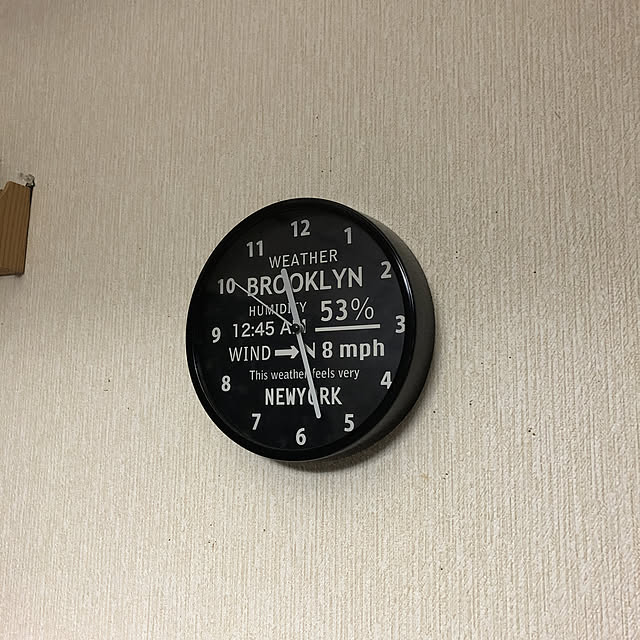 12
11 1
WEATHER
10 BROOKLYN 2
HUMIDITY 53%
9 12:45 AM 3
WIND → N 8 mph
8 This weather feels very 4
NEWYORK
7 5
6